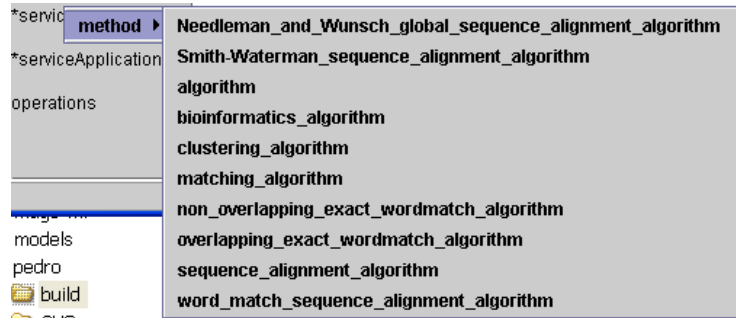 *servic
method
Needleman_and_Wunsch_global_sequence_alignment_algorithm
*serviceApplication
Smith-Waterman_sequence_alignment_algorithm
algorithm
operations
bioinformatics_algorithm
clustering_algorithm
matching_algorithm
non_overlapping_exact_wordmatch_algorithm
models
overlapping_exact_wordmatch_algorithm
pedro
sequence_alignment_algorithm
build
word_match_sequence_alignment_algorithm